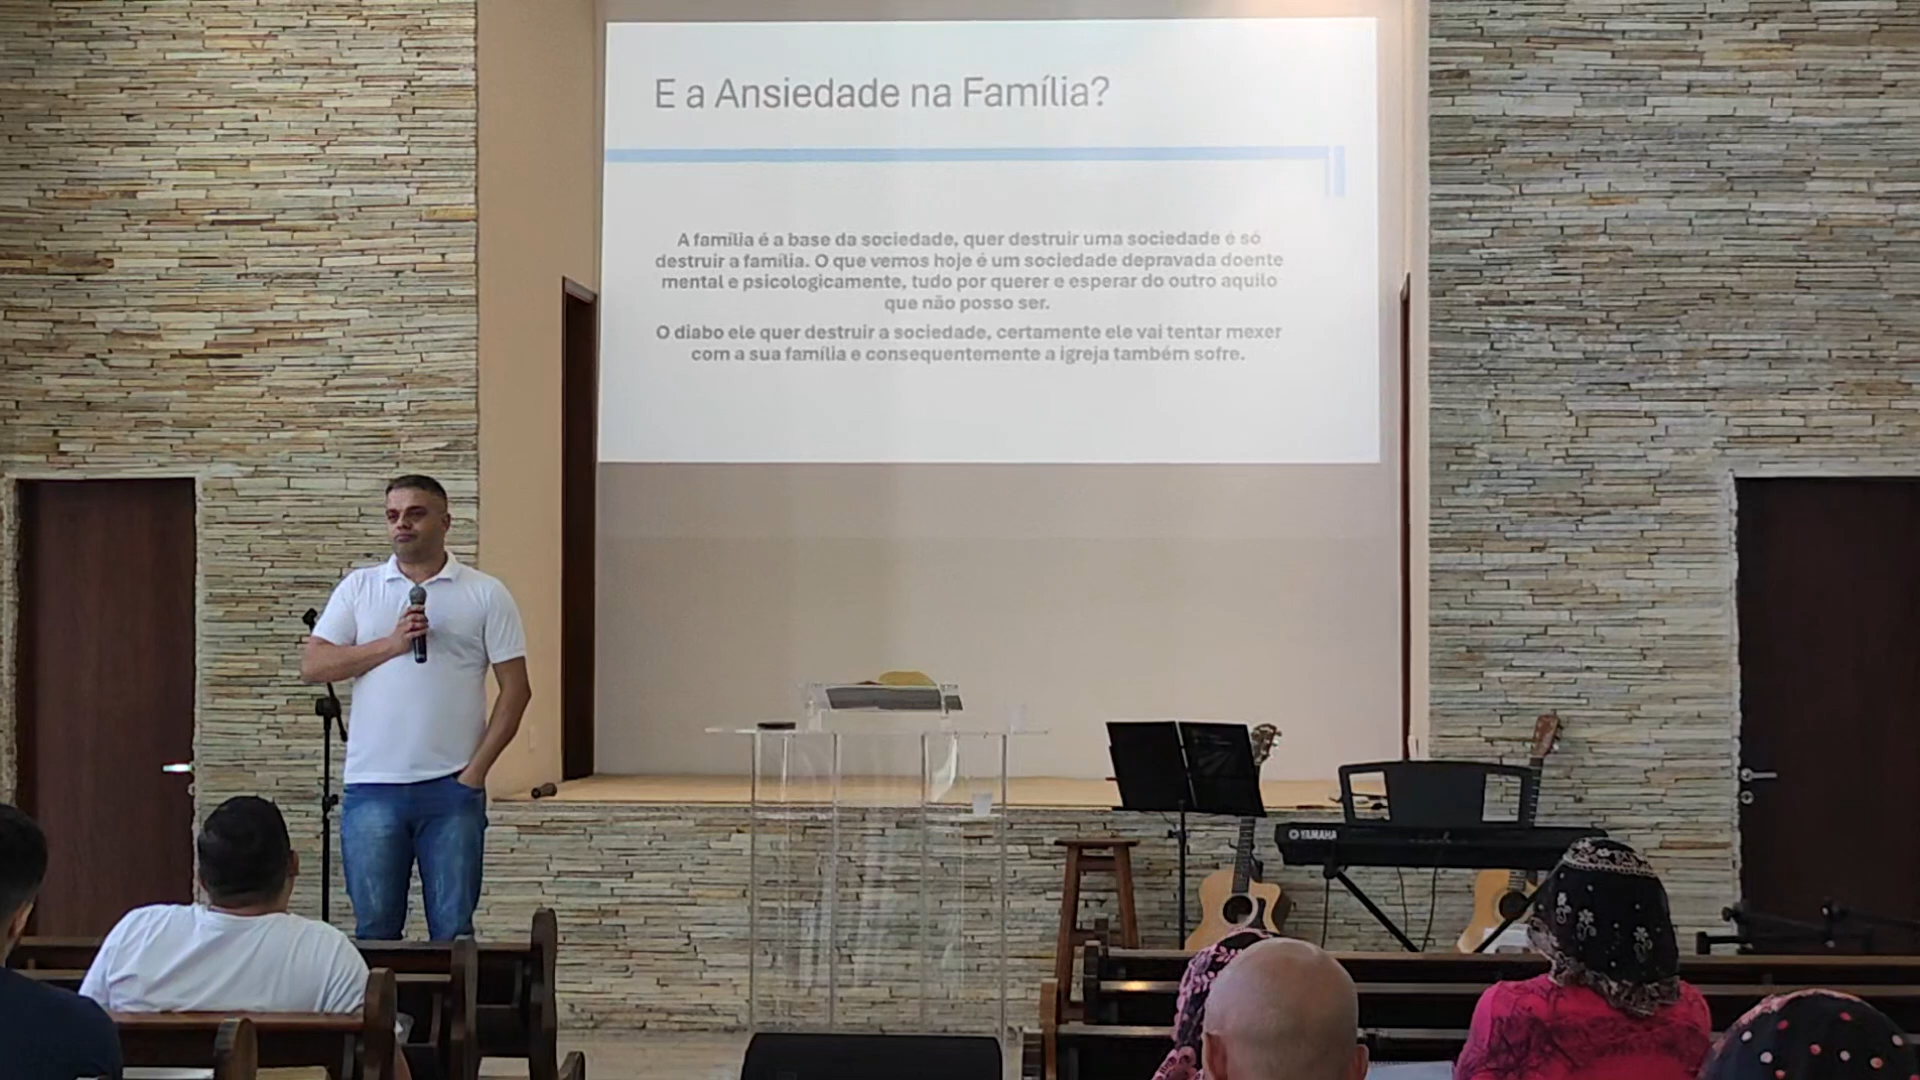 E a Ansiedade na Família?
A família é a base da sociedade, quer destruir uma sociedade é só
destruir a família. O que vemos hoje é um sociedade depravada doente
mental e psicologicamente, tudo por querer e esperar do outro aquilo
que não posso ser.
O diabo ele quer destruir a sociedade, certamente ele vai tentar mexer
com a sua família e consequentemente a igreja também sofre.
YAMAHA